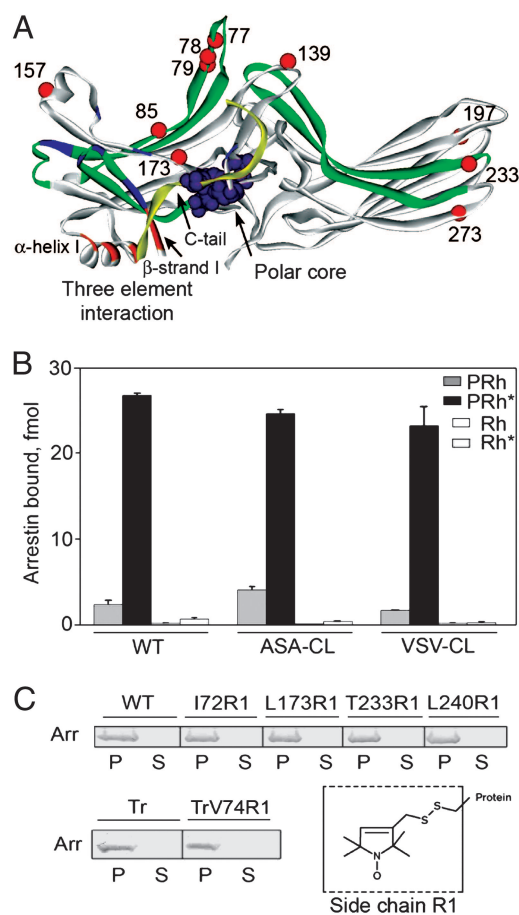 A
77
78
79
139
157
85
197
173
233
273
C-tail
α-helix I
β-strand I
Polar core
Three element
interaction
B
Arrestin bound, fmol
30
20
10
0
PRh
PRh*
Rh
Rh*
WT
ASA-CL
VSV-CL
C
WT
I72R1
L173R1
T233R1
L240R1
Arr
P S P S P S P S P S
Tr
TrV74R1
Arr
P S P S
Protein
S
S
N
O
Side chain R1